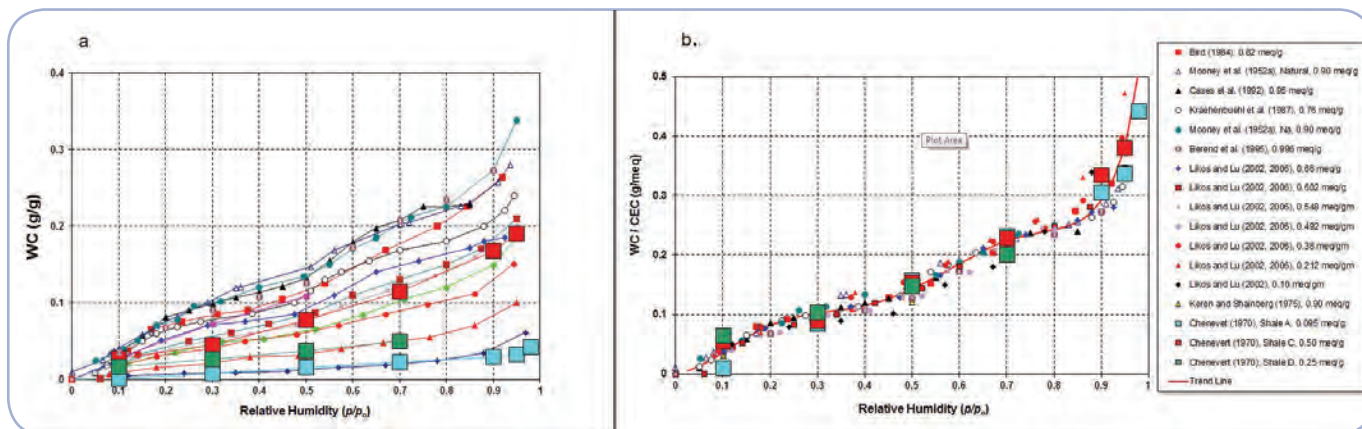 a
WC (g/g)
0.4
0.3
0.2
0.1
0
0 0.1 0.2 0.3 0.4 0.5 0.6 0.7 0.8 0.9 1
Relative Humidity (p/pₒ)
b.
WC / CEC (g/meq)
0.5
0.4
0.3
0.2
0.1
0
0 0.1 0.2 0.3 0.4 0.5 0.6 0.7 0.8 0.9 1
Relative Humidity (p/pₒ)
Plot Area
Bird (1984), 0.82 meq/g
Mooney et al. (1952a), Natural, 0.90 meq/g
Cases et al. (1992), 0.95 meq/g
Kraehenbuehl et al. (1987), 0.76 meq/g
Mooney et al. (1952a), Na, 0.90 meq/g
Berend et al. (1995), 0.996 meq/g
Likos and Lu (2002, 2006), 0.68 meq/g
Likos and Lu (2002, 2006), 0.602 meq/g
Likos and Lu (2002, 2006), 0.548 meq/gm
Likos and Lu (2002, 2006), 0.492 meq/gm
Likos and Lu (2002, 2006), 0.38 meq/gm
Likos and Lu (2002, 2006), 0.212 meq/gm
Likos and Lu (2002), 0.16 meq/gm
Keren and Shainberg (1975), 0.90 meq/g
Chenevet (1970), Shale A, 0.095 meq/g
Chenevert (1970), Shale C, 0.50 meq/g
Chenevert (1970), Shale D, 0.25 meq/g
Trend Line